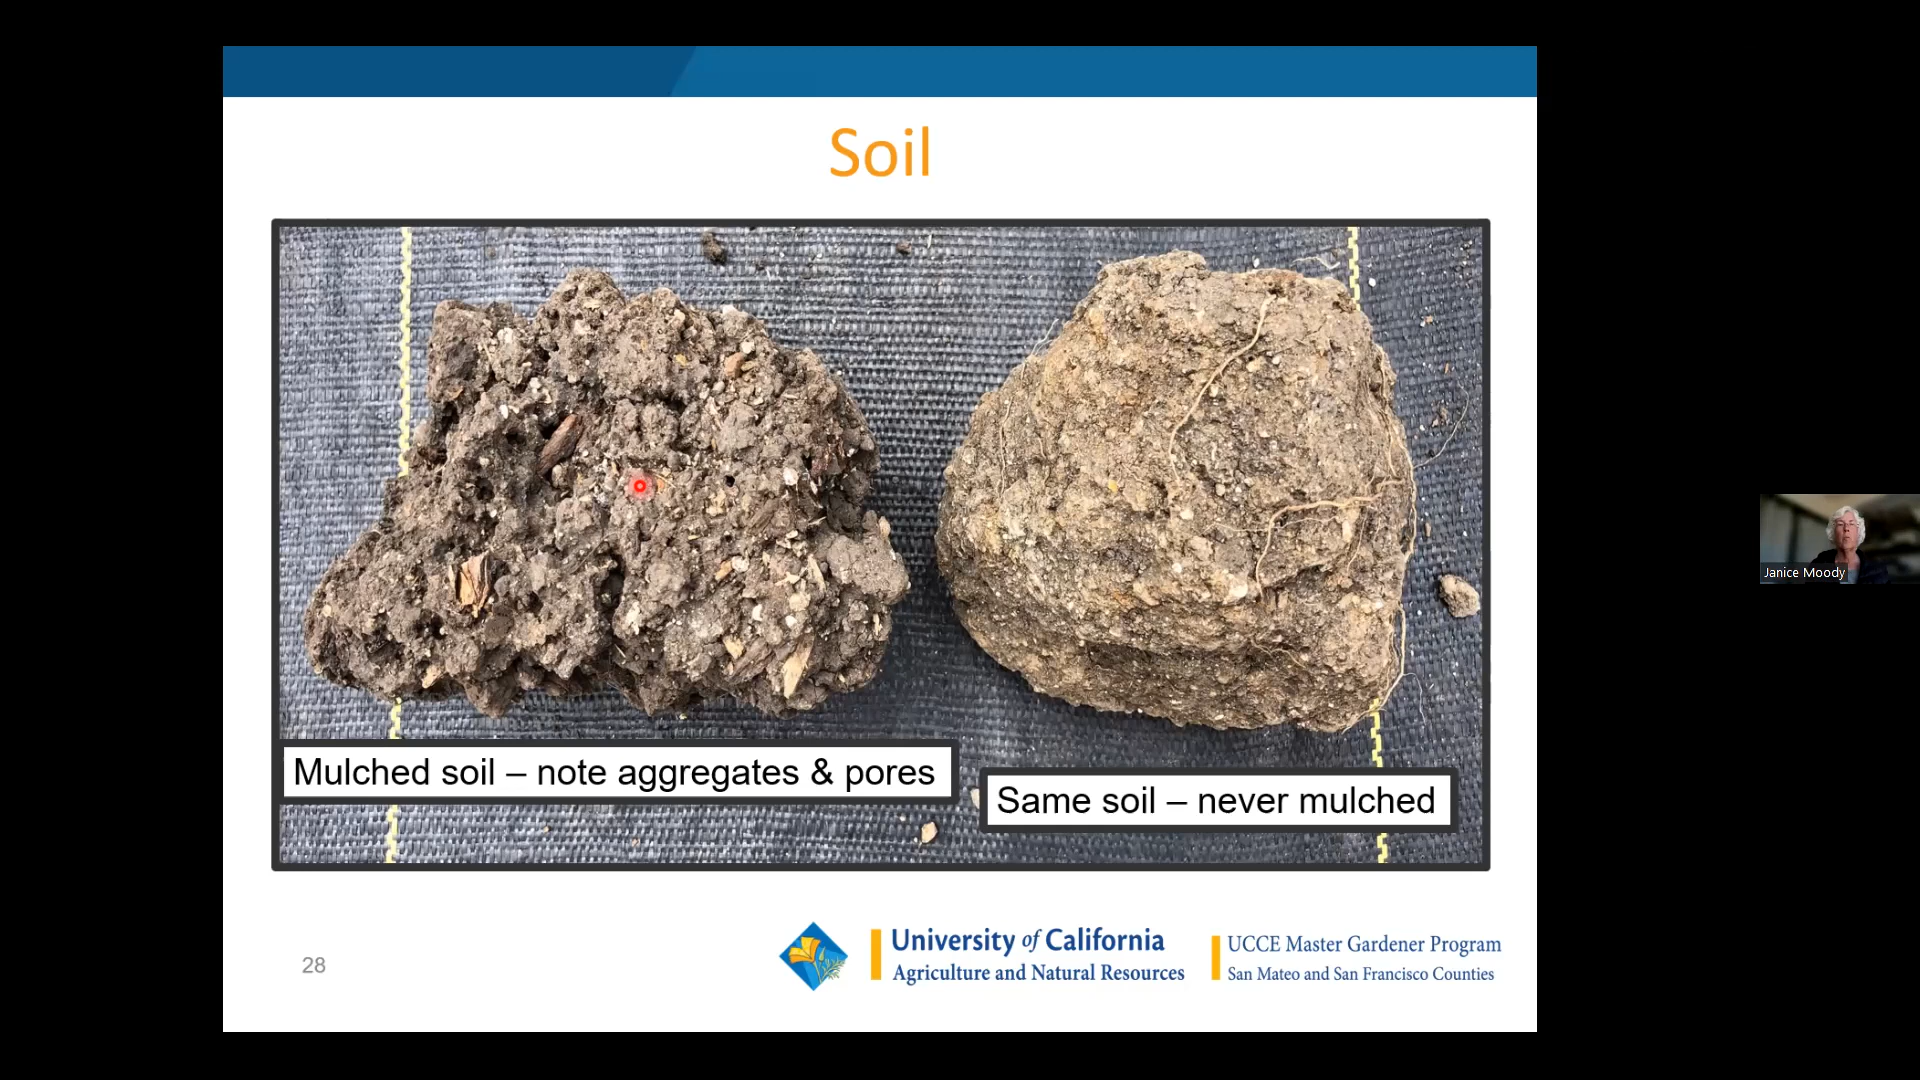 Soil
Mulched soil – note aggregates & pores
Same soil – never mulched
Janice Moody
28
University of California
Agriculture and Natural Resources
UCCE Master Gardener Program
San Mateo and San Francisco Counties